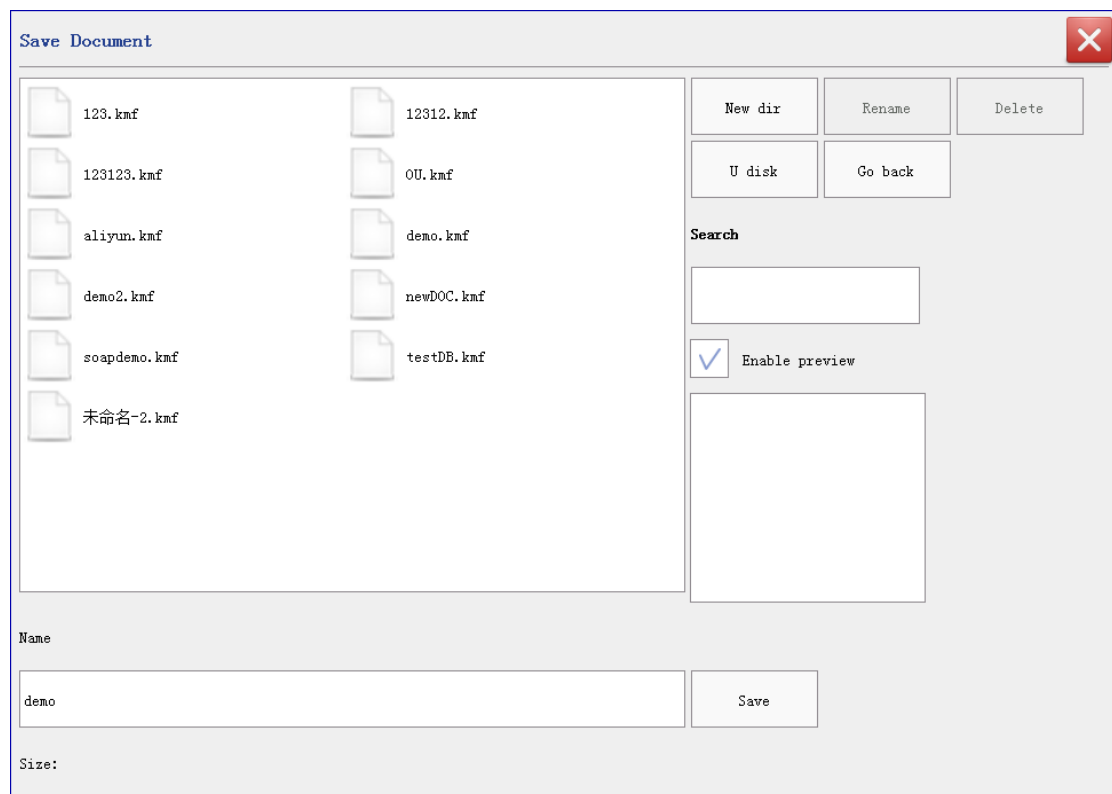 Save Document
123.kmf
12312.kmf
New dir
Rename
Delete
123123.kmf
OU.kmf
U disk
Go back
aliyun.kmf
demo.kmf
Search
demo2.kmf
newDOC.kmf
soapdemo.kmf
testDB.kmf
Enable preview
未命名-2.kmf
Name
demo
Save
Size: